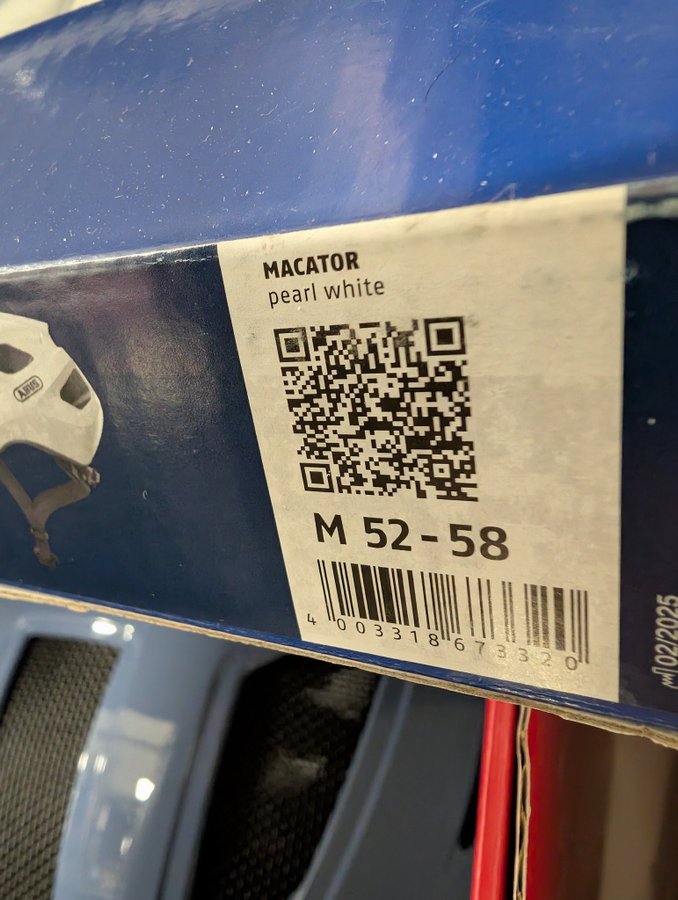 MACATOR
pearl white
ABUS
M 52-58
4 003318 673320
02/2025